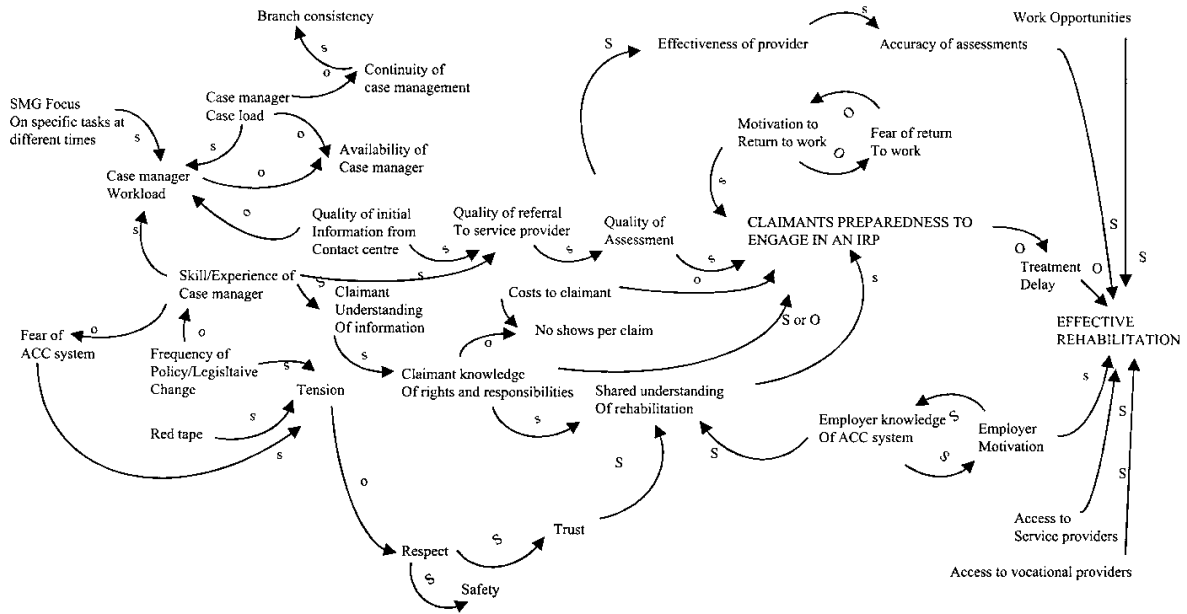 Branch consistency
s
o
Continuity of
case management
Case manager
Case load
SMG Focus
On specific tasks at
different times
s
s
o
Availability of
Case manager
Case manager
Workload
o
s
o
Quality of initial
Information from
Contact centre
s
Quality of referral
To service provider
s
Quality of
Assessment
s
S
Effectiveness of provider
s
Accuracy of assessments
Work Opportunities
Motivation to
Return to work
O
O
Fear of return
To work
s
CLAIMANTS PREPAREDNESS TO
ENGAGE IN AN IRP
O
Treatment
Delay
O
S
S
EFFECTIVE
REHABILITATION
Skill/Experience of
Case manager
s
S
Claimant
Understanding
Of information
s
Costs to claimant
o
No shows per claim
o
S or O
s
Fear of
ACC system
o
o
Frequency of
Policy/Legisltaive
Change
s
Tension
Red tape
s
s
Claimant knowledge
Of rights and responsibilities
s
Shared understanding
Of rehabilitation
S
Employer knowledge
Of ACC system
S
S
Employer
Motivation
s
S
S
o
S
Respect
S
Trust
S
Safety
Access to
Service providers
Access to vocational providers